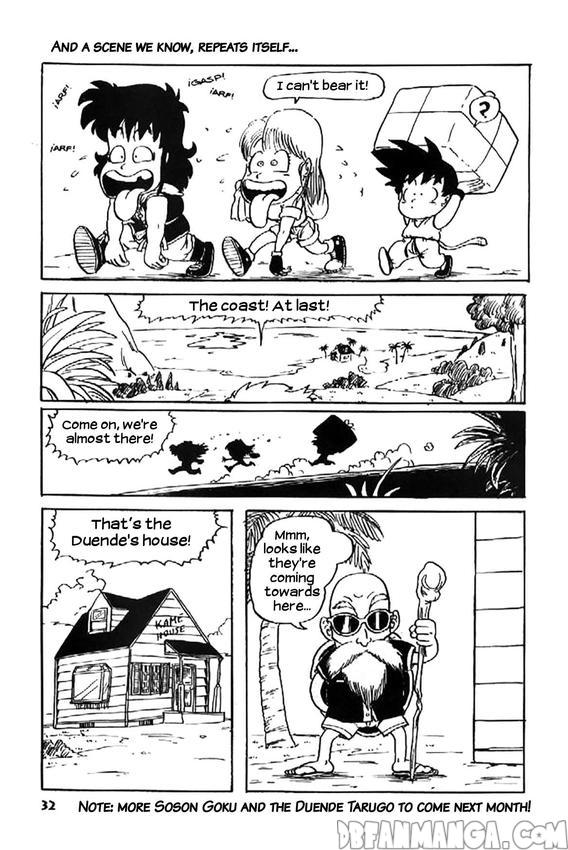 AND A SCENE WE KNOW, REPEATS ITSELF...
¡ARF!
¡GASP!
¡ARF!
¡ARF!
I can't bear it!
?
The coast! At last!
Come on, we're
almost there!
That's the
Duende's house!
KAME
HOUSE
Mmm,
looks like
they're
coming
towards
here...
32
NOTE: MORE SOSON GOKU AND THE DUENDE TARUGO TO COME NEXT MONTH!
DBFANMANGA.COM